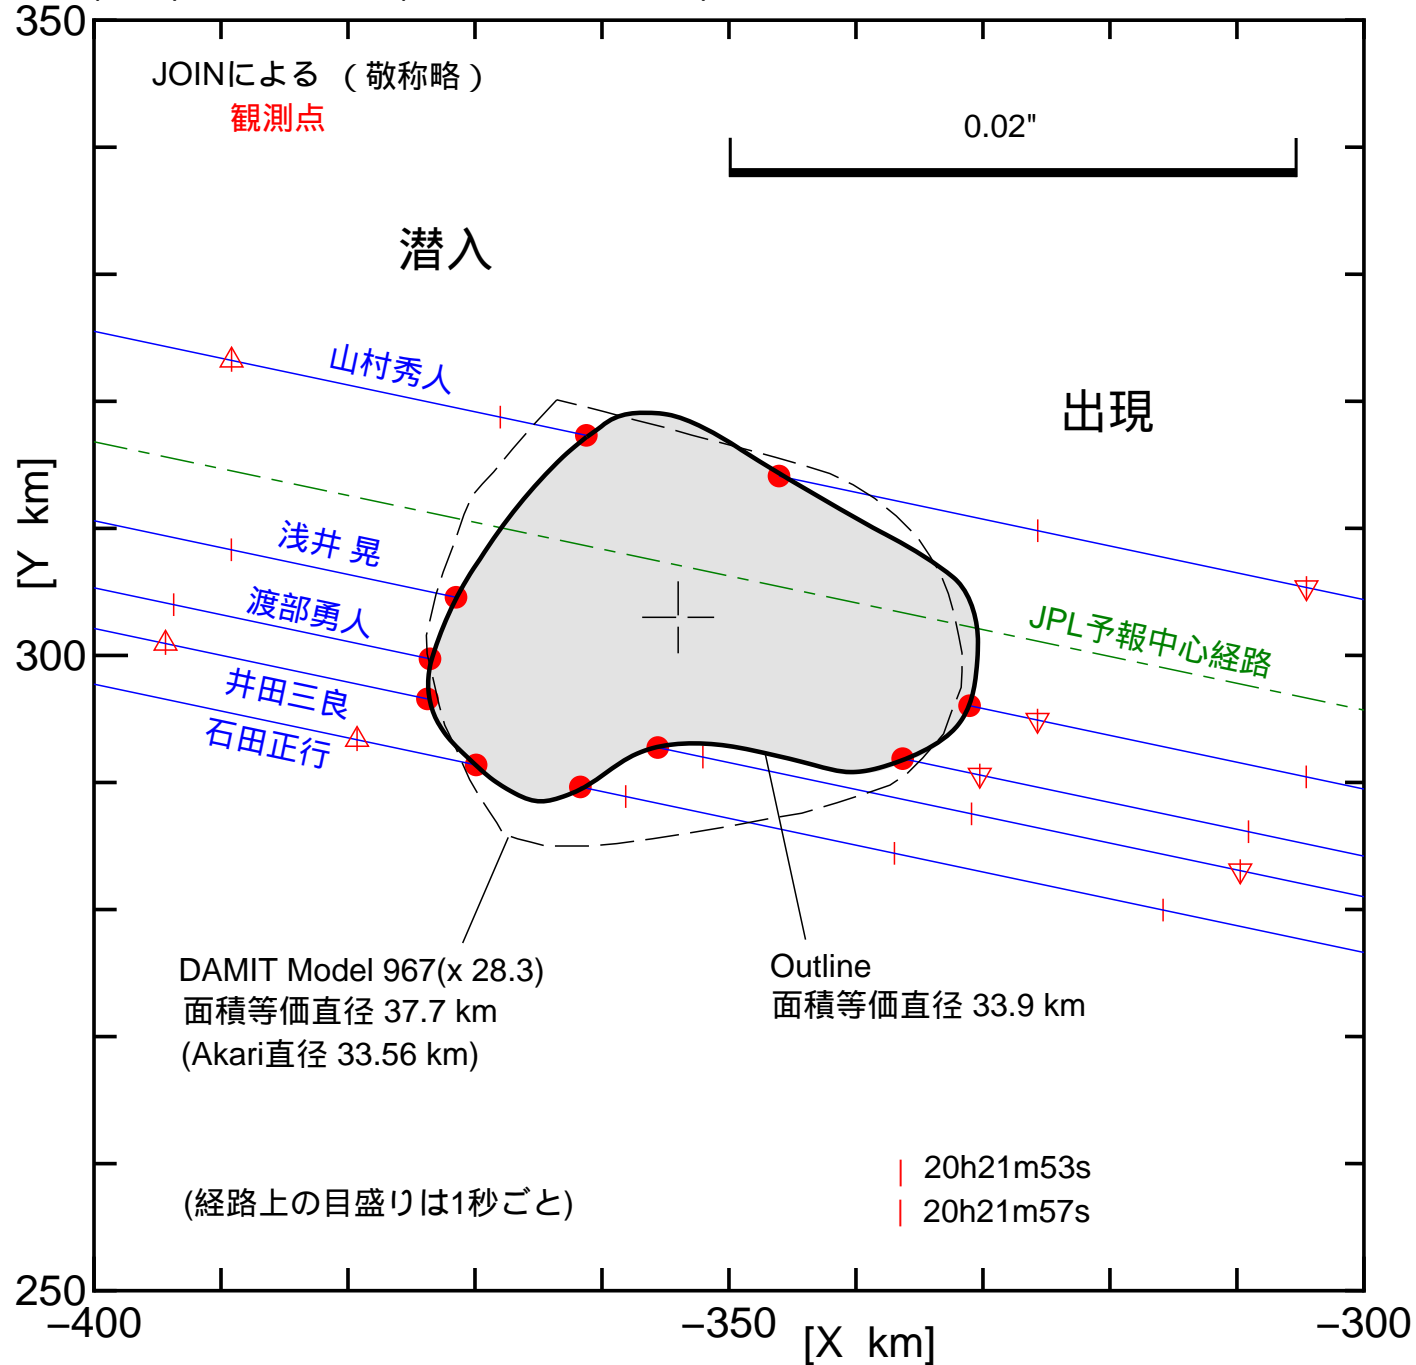 350
JOINによる （敬称略）
観測点
0.02"
潜入
山村秀人
出現
[Y km]
浅井 晃
渡部勇人
JPL予報中心経路
300
井田三良
石田正行
DAMIT Model 967(x 28.3)
面積等価直径 37.7 km
(Akari直径 33.56 km)
Outline
面積等価直径 33.9 km
20h21m53s
(経路上の目盛りは1秒ごと)
20h21m57s
250
−400
−350
[X km]
−300